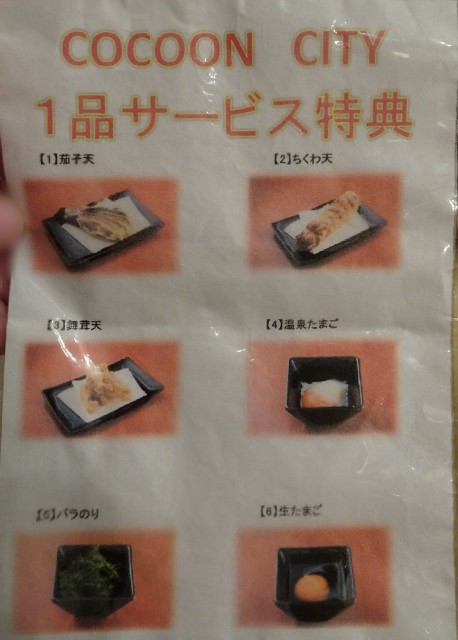 COCOON CITY
1品サービス特典
【1】茄子天
【2】ちくわ天
【3】舞茸天
【4】温泉たまご
【5】バラのり
【6】生たまご